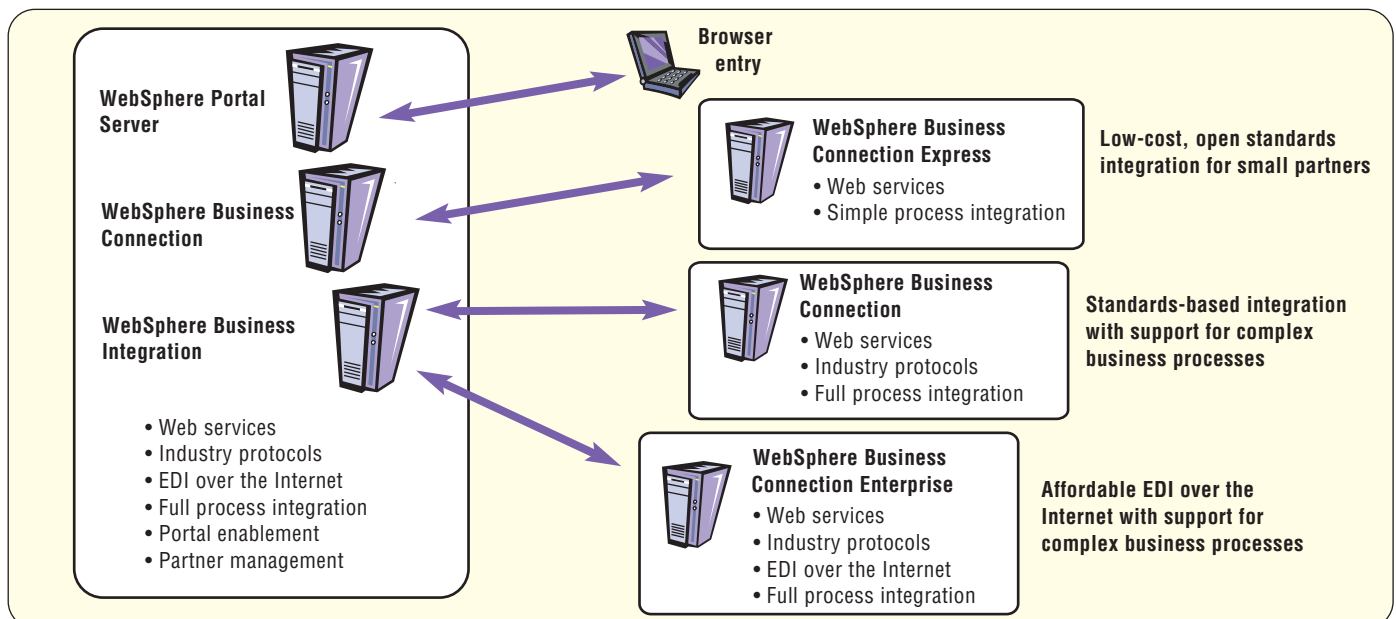 WebSphere Portal
Server
WebSphere Business
Connection
WebSphere Business
Integration
• Web services
• Industry protocols
• EDI over the Internet
• Full process integration
• Portal enablement
• Partner management
Browser
entry
WebSphere Business
Connection Express
• Web services
• Simple process integration
Low-cost, open standards
integration for small partners
WebSphere Business
Connection
• Web services
• Industry protocols
• Full process integration
Standards-based integration
with support for complex
business processes
WebSphere Business
Connection Enterprise
• Web services
• Industry protocols
• EDI over the Internet
• Full process integration
Affordable EDI over the
Internet with support for
complex business processes